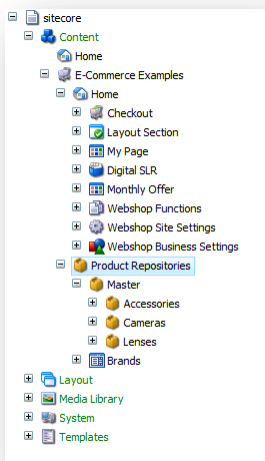 sitecore
Content
Home
E-Commerce Examples
Home
Checkout
Layout Section
My Page
Digital SLR
Monthly Offer
Webshop Functions
Webshop Site Settings
Webshop Business Settings
Product Repositories
Master
Accessories
Cameras
Lenses
Brands
Layout
Media Library
System
Templates